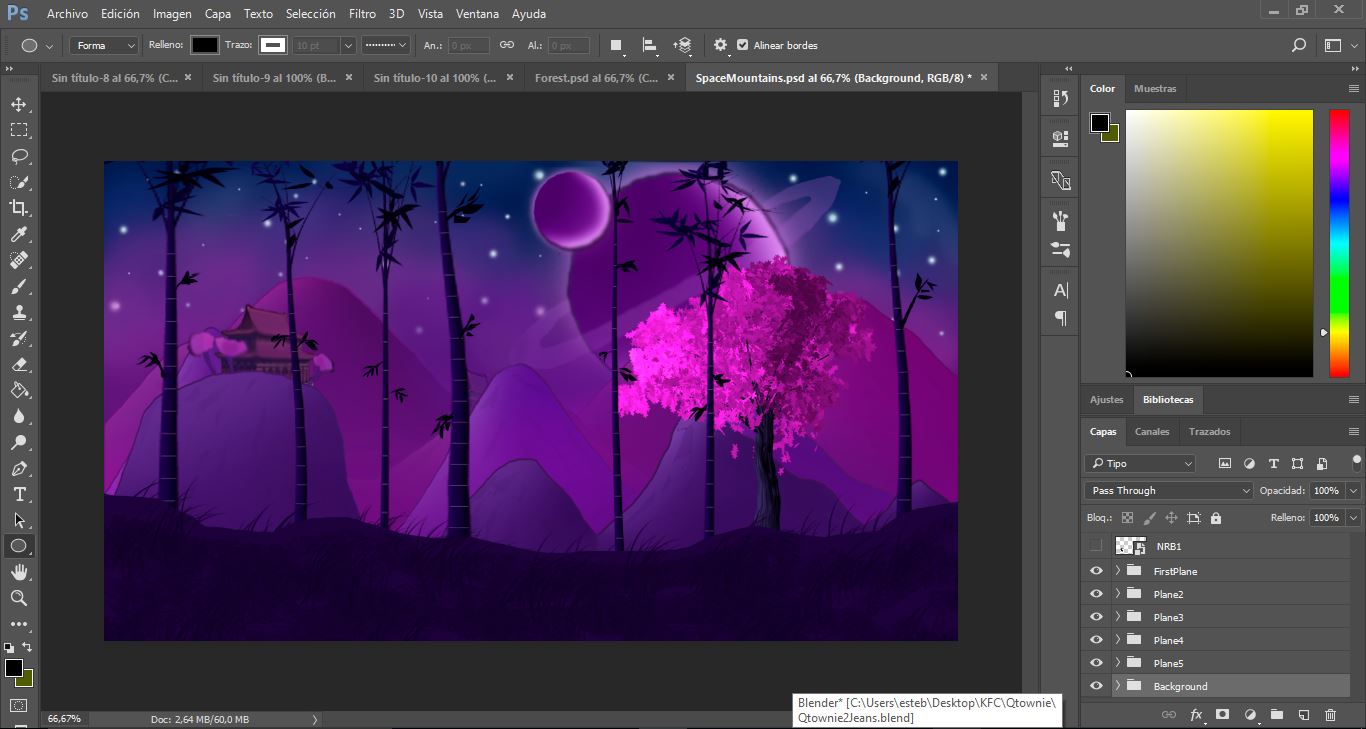 Ps Archivo Edición Imagen Capa Texto Selección Filtro 3D Vista Ventana Ayuda
Forma Relleno: Trazo: 10 pt An.: 0 px Al.: 0 px Alinear bordes
Sin título-8 al 66,7% (C... × Sin título-9 al 100% (B... × Sin título-10 al 100% (... × Forest.psd al 66,7% (C... × SpaceMountains.psd al 66,7% (Background, RGB/8) * ×
Color Muestras
Ajustes Bibliotecas
Capas Canales Trazados
Tipo
Pass Through Opacidad: 100%
Bloq.: Relleno: 100%
NRB1
FirstPlane
Plane2
Plane3
Plane4
Plane5
Background
66,67% Doc: 2,64 MB/60,0 MB
Blender* [C:\Users\esteb\Desktop\KFC\Qtownie\
Qtownie2Jeans.blend]